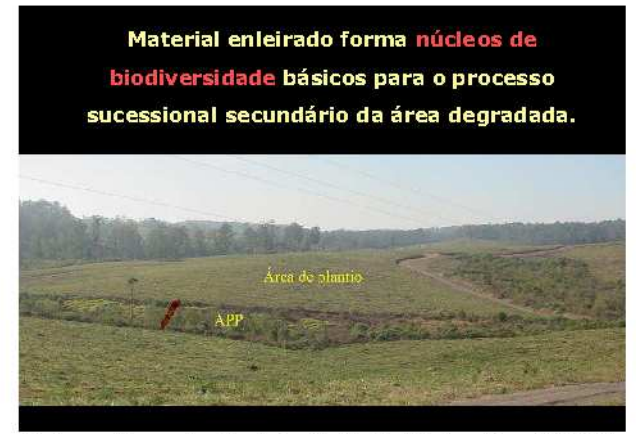 Material enleirado forma núcleos de
biodiversidade básicos para o processo
sucessional secundário da área degradada.
Área de plantio
APP